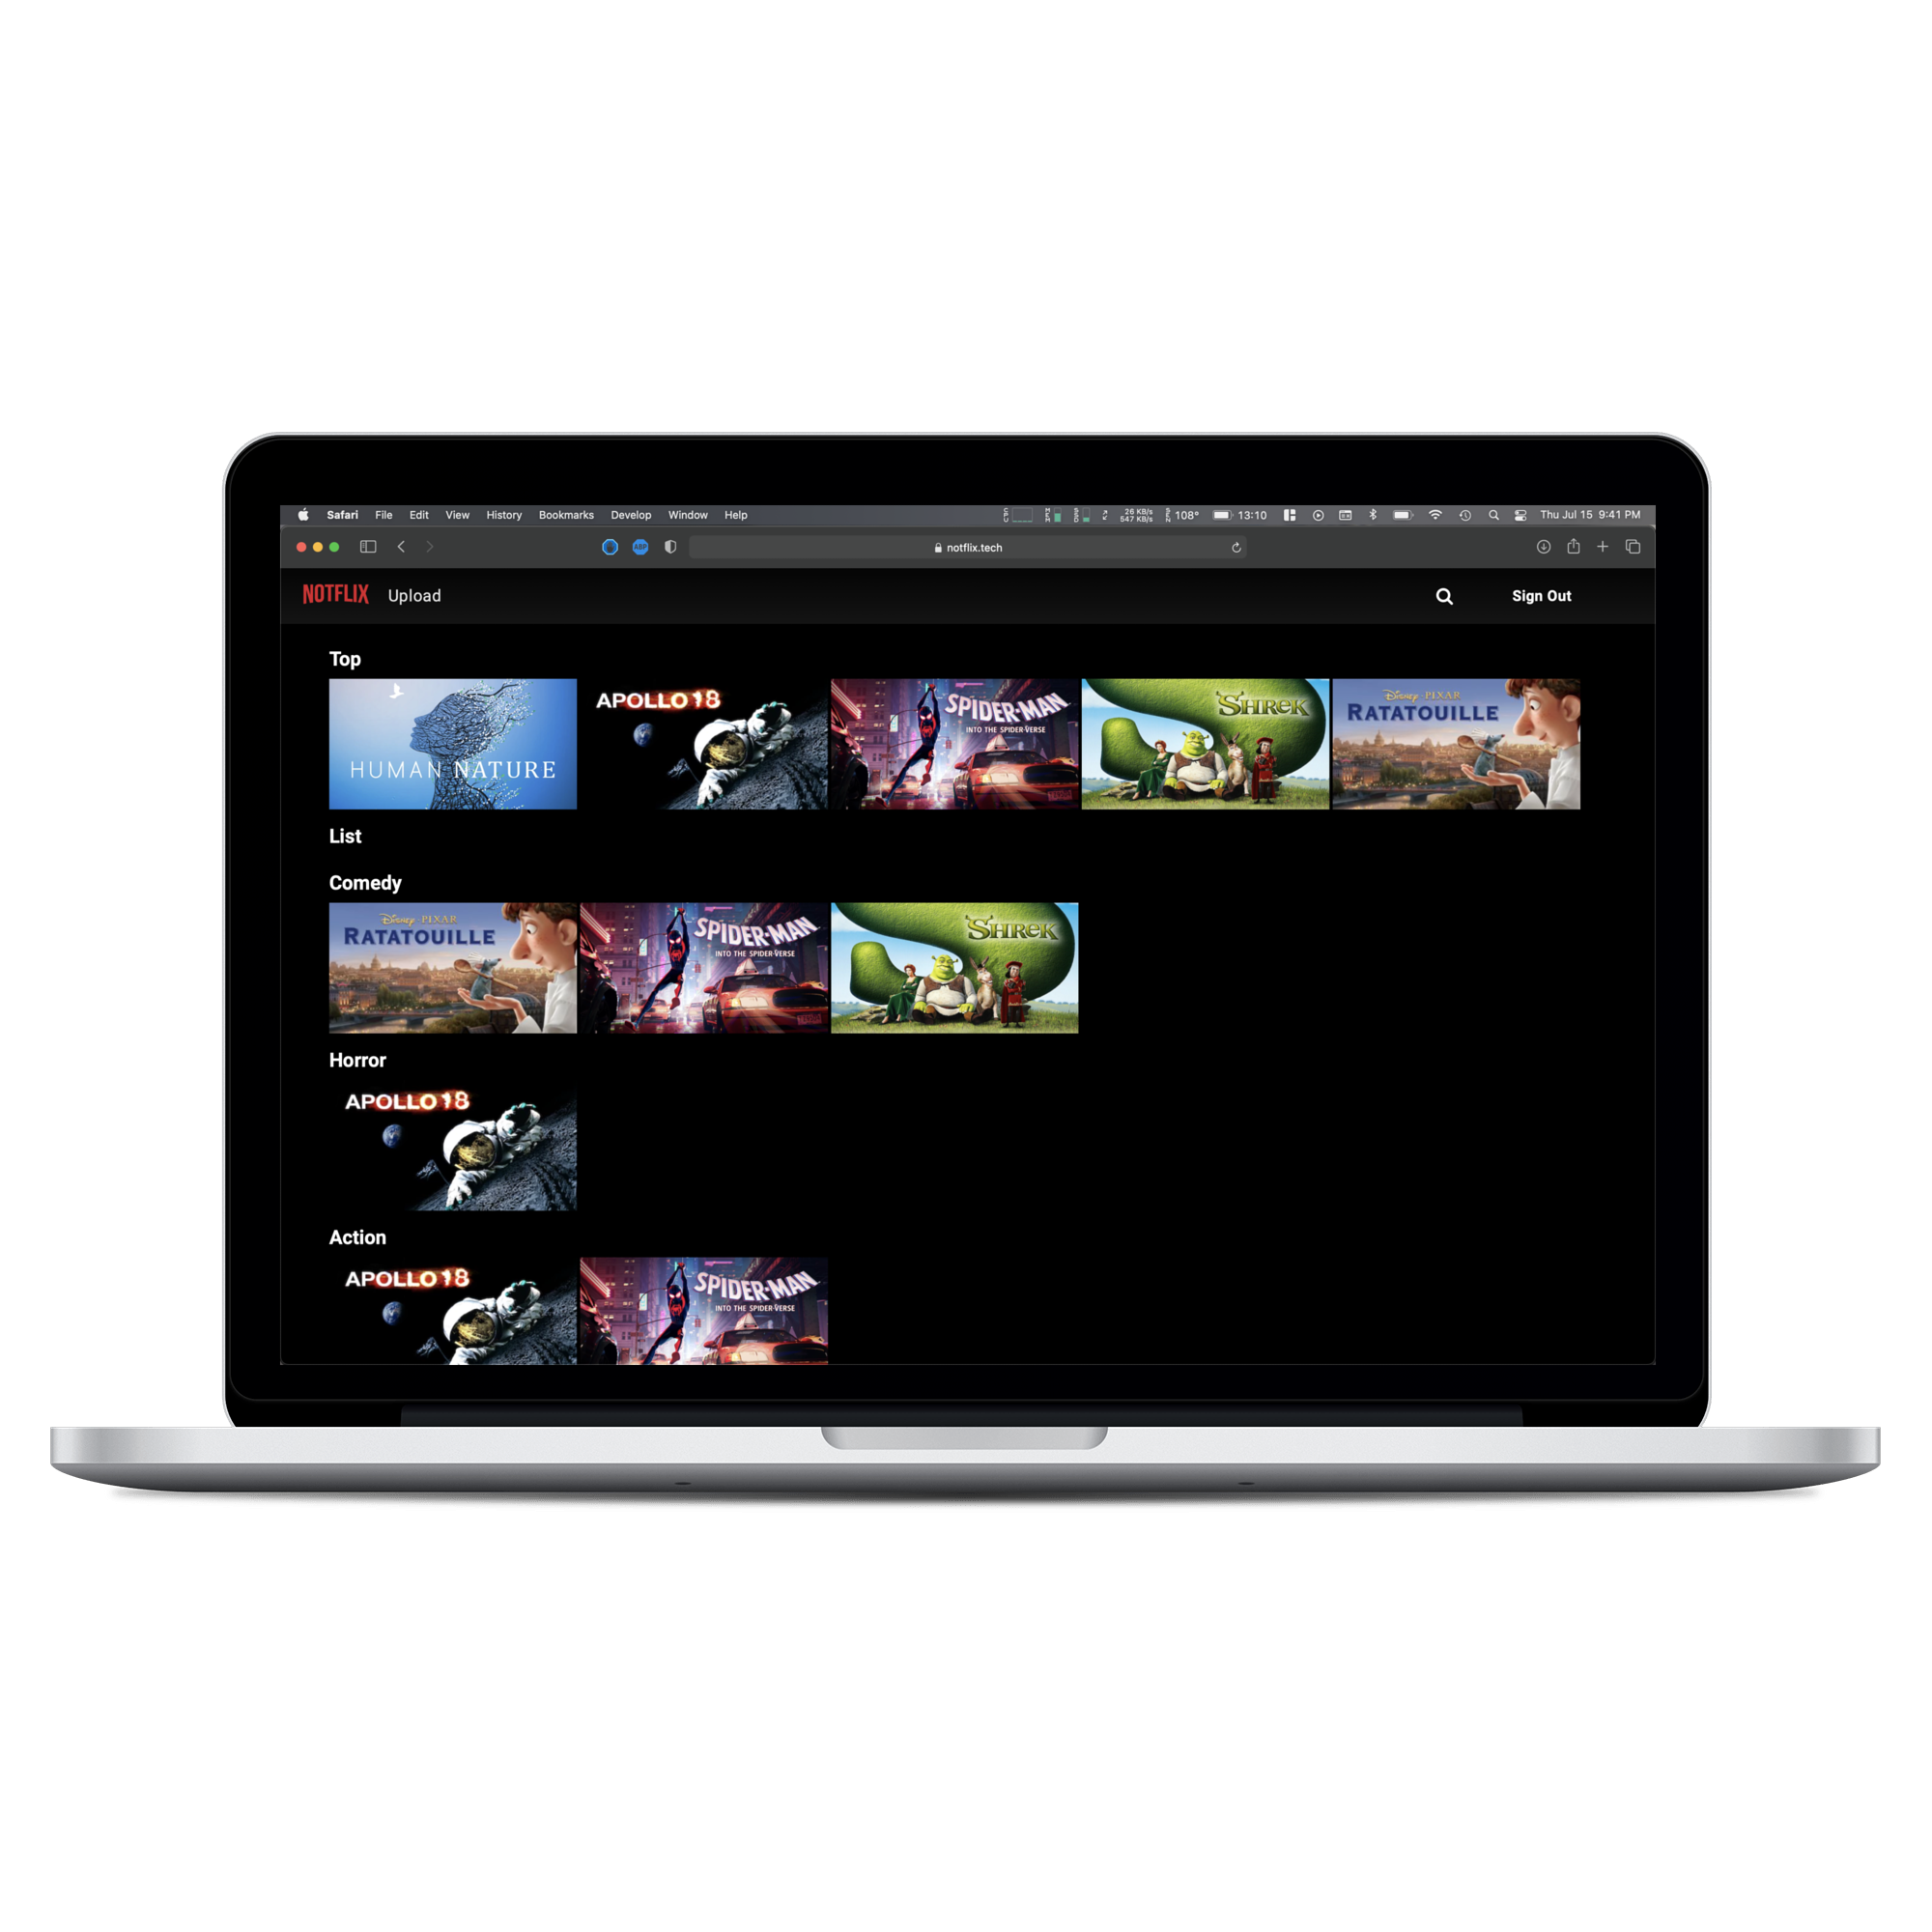 Safari File Edit View History Bookmarks Develop Window Help
26 KB/s
547 KB/s
108° 13:10 Thu Jul 15 9:41 PM
ABP notflix.tech
NOTFLIX Upload Sign Out
Top
HUMAN NATURE
APOLLO 18
SPIDER-MAN
INTO THE SPIDER-VERSE
SHREK
Disney · PIXAR
RATATOUILLE
List
Comedy
Disney · PIXAR
RATATOUILLE
SPIDER-MAN
INTO THE SPIDER-VERSE
SHREK
Horror
APOLLO 18
Action
APOLLO 18
SPIDER-MAN
INTO THE SPIDER-VERSE